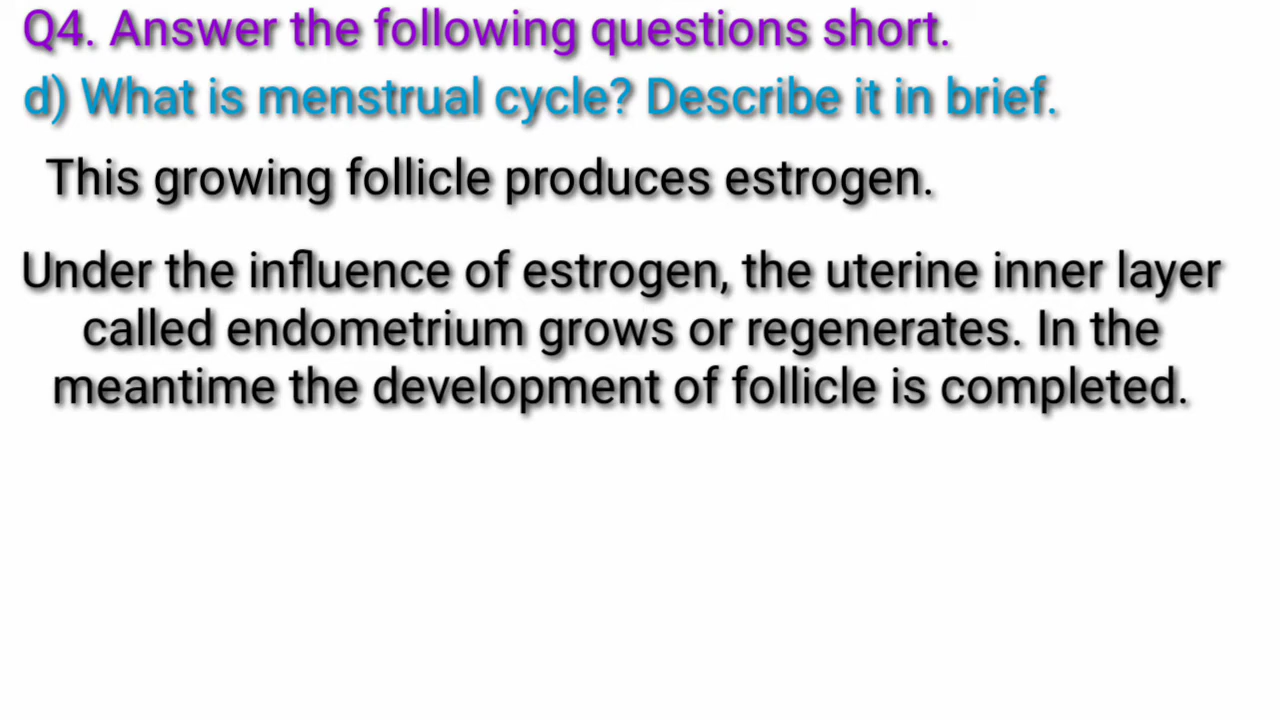 Q4. Answer the following questions short.
d) What is menstrual cycle? Describe it in brief.
This growing follicle produces estrogen.
Under the influence of estrogen, the uterine inner layer
called endometrium grows or regenerates. In the
meantime the development of follicle is completed.